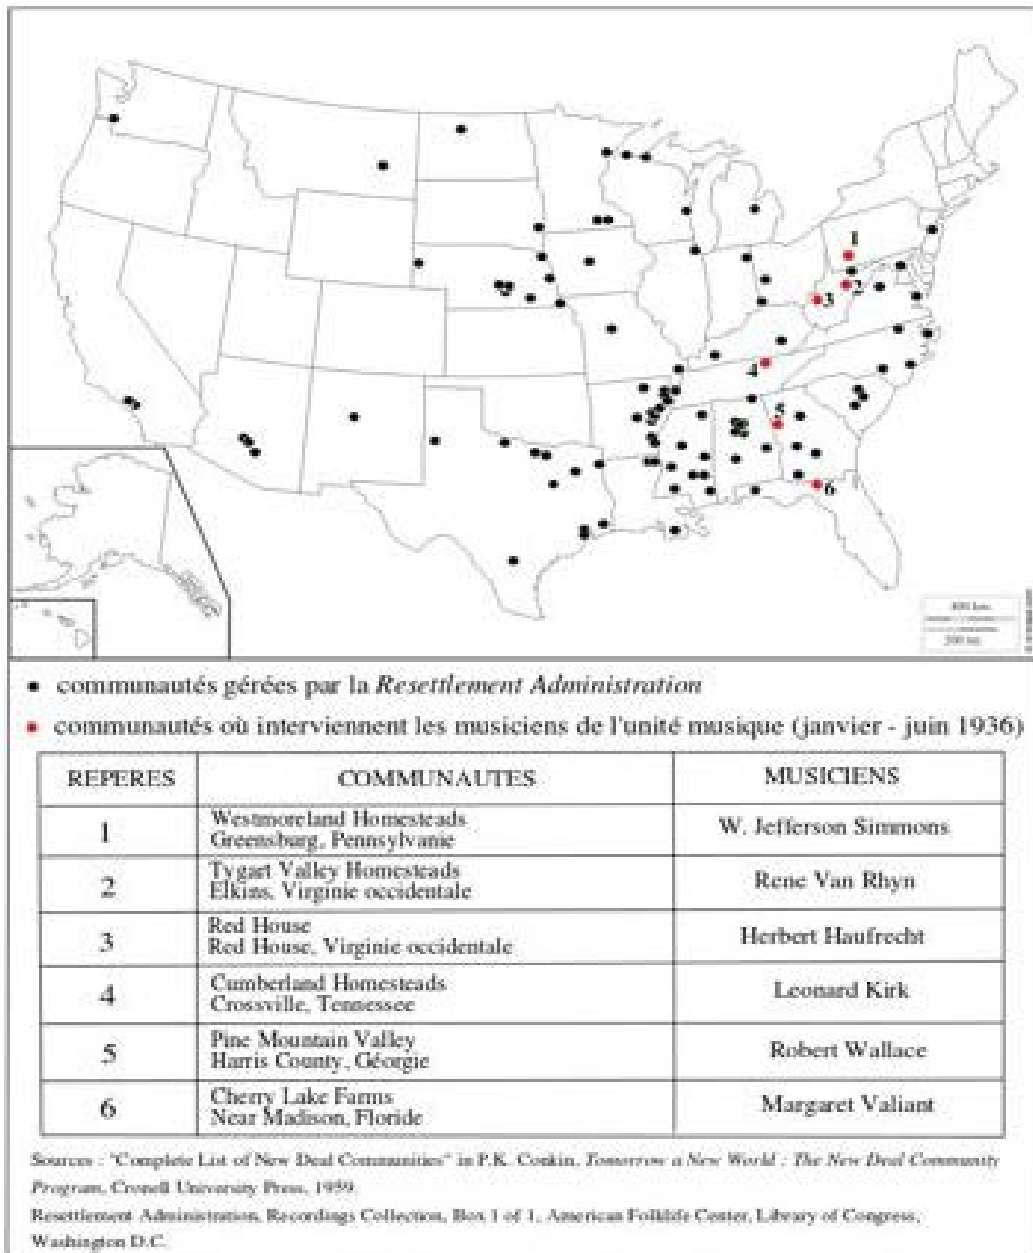 1
2
3
4
5
6
400 km
200 mi
• communautés gérées par la Resettlement Administration
• communautés où interviennent les musiciens de l'unité musique (janvier - juin 1936)
REPERES COMMUNAUTES MUSICIENS
1 Westmoreland Homesteads
Greensburg, Pennsylvanie W. Jefferson Simmons
2 Tygart Valley Homesteads
Elkins, Virginie occidentale Rene Van Rhyn
3 Red House
Red House, Virginie occidentale Herbert Haufrecht
4 Cumberland Homesteads
Crossville, Tennessee Leonard Kirk
5 Pine Mountain Valley
Harris County, Géorgie Robert Wallace
6 Cherry Lake Farms
Near Madison, Floride Margaret Valiant
Sources : "Complete List of New Deal Communities" in P.K. Conkin, Tomorrow a New World : The New Deal Community
Program, Cronell University Press, 1959.
Resettlement Administration, Recordings Collection, Box 1 of 1, American Folklife Center, Library of Congress,
Washington D.C.